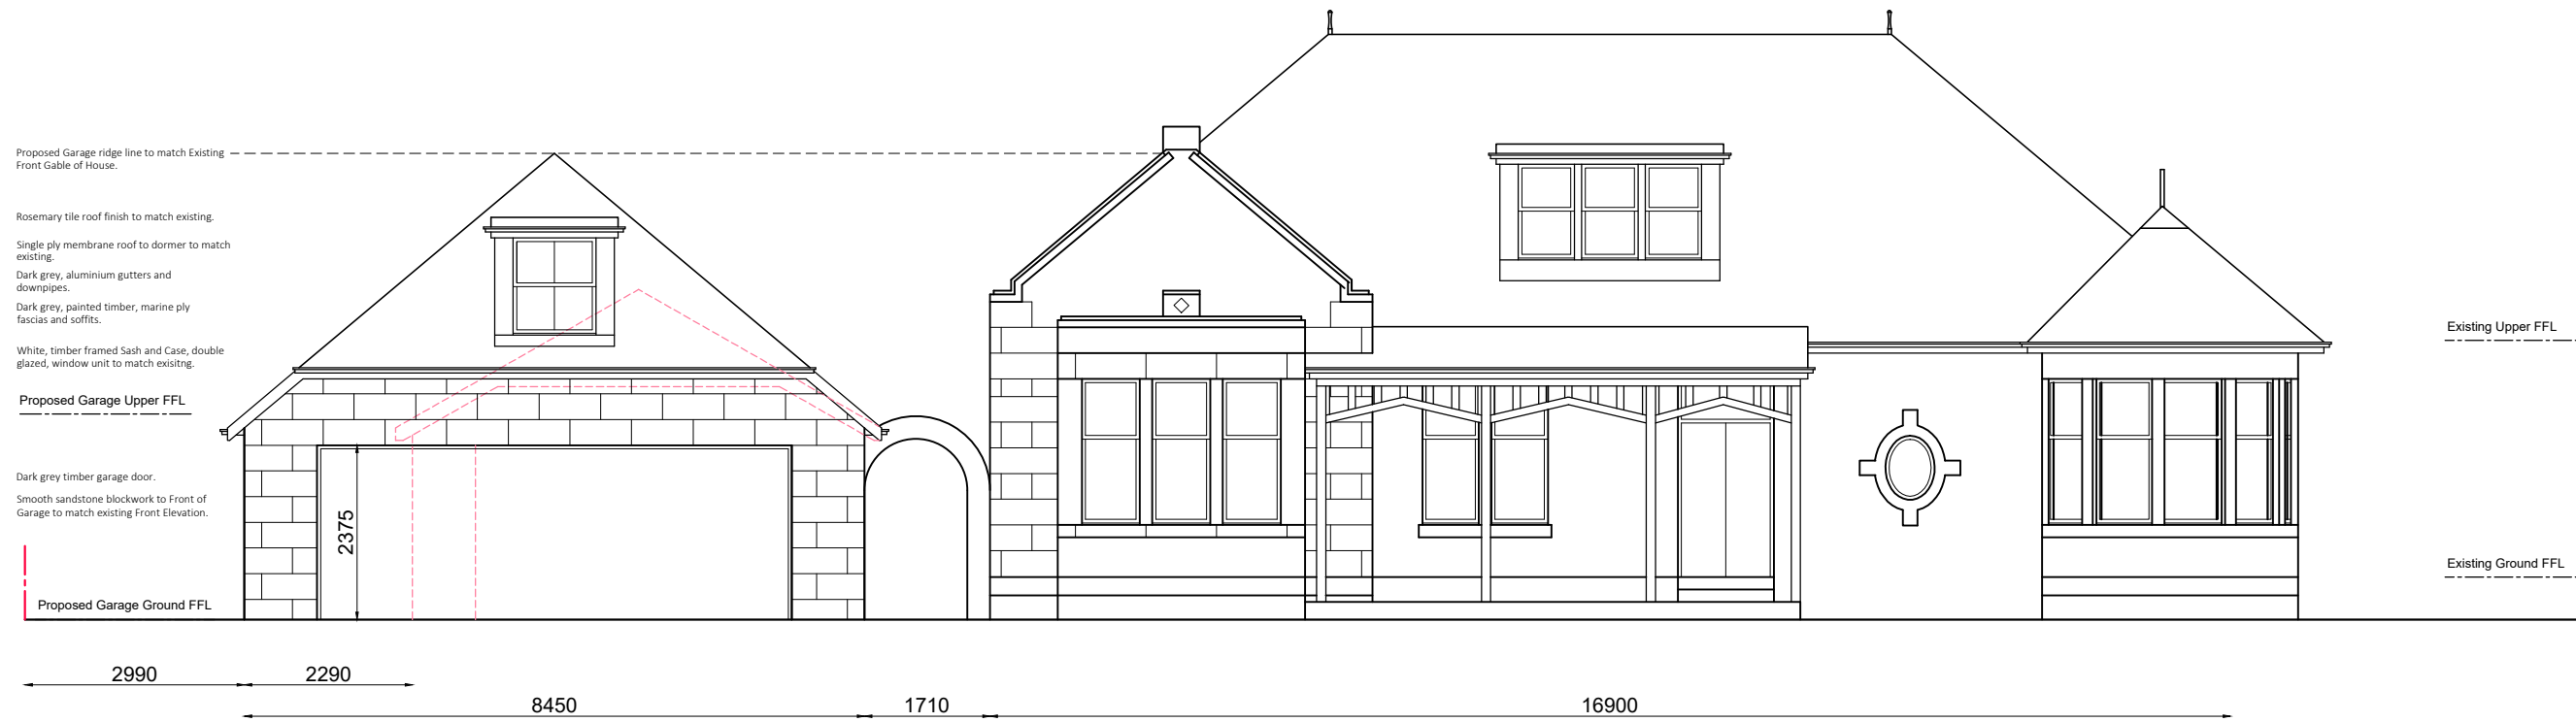 Proposed Garage ridge line to match Existing
Front Gable of House.
Rosemary tile roof finish to match existing.
Single ply membrane roof to dormer to match
existing.
Dark grey, aluminium gutters and
downpipes.
Dark grey, painted timber, marine ply
fascias and soffits.
White, timber framed Sash and Case, double
glazed, window unit to match exisitng.
Proposed Garage Upper FFL
Dark grey timber garage door.
Smooth sandstone blockwork to Front of
Garage to match existing Front Elevation.
Proposed Garage Ground FFL
2375
Existing Upper FFL
Existing Ground FFL
2990
2290
8450
1710
16900